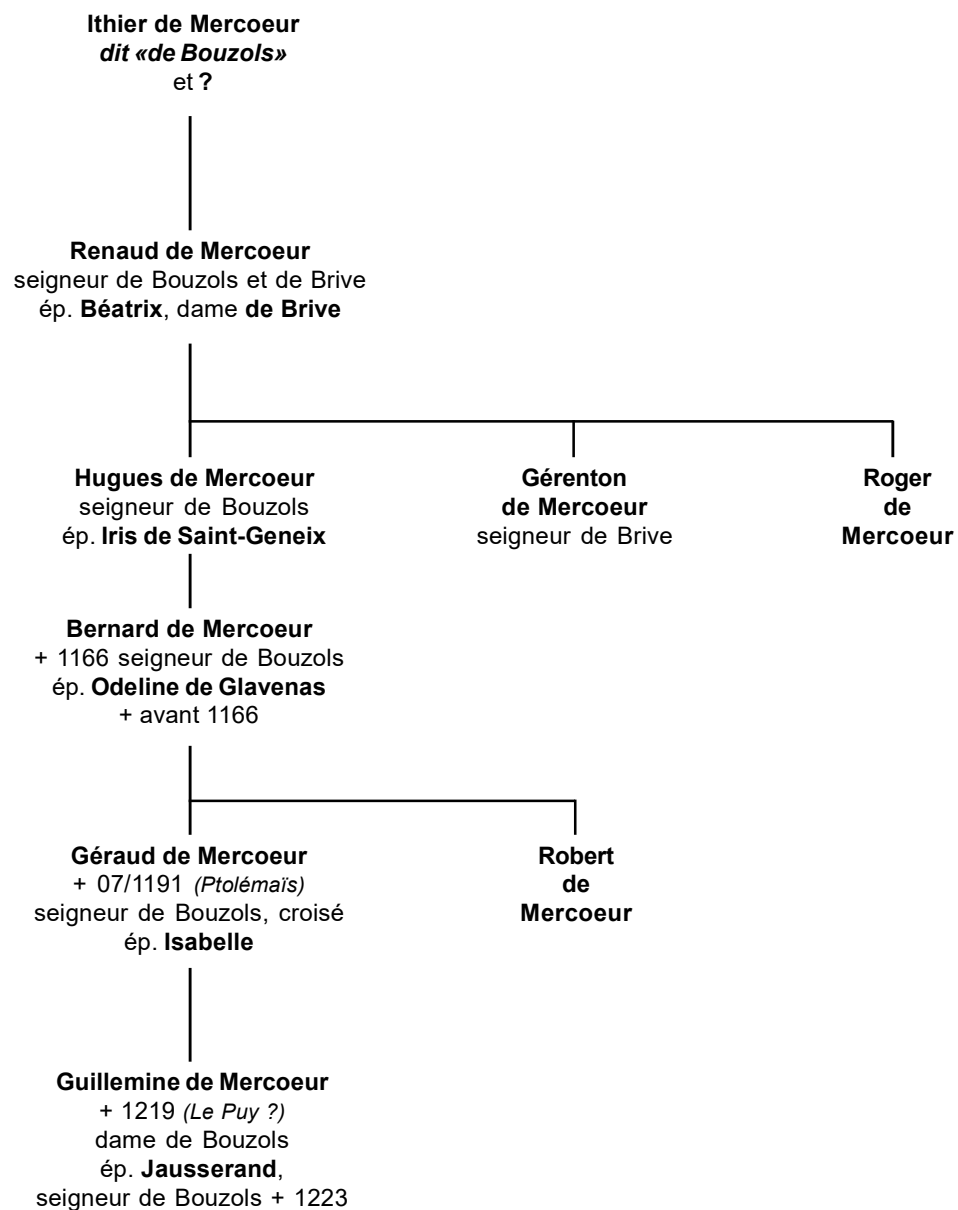 Ithier de Mercoeur
dit «de Bouzols»
et ?
Renaud de Mercoeur
seigneur de Bouzols et de Brive
ép. Béatrix, dame de Brive
Hugues de Mercoeur
seigneur de Bouzols
ép. Iris de Saint-Geneix
Gérenton
de Mercoeur
seigneur de Brive
Roger
de
Mercoeur
Bernard de Mercoeur
+ 1166 seigneur de Bouzols
ép. Odeline de Glavenas
+ avant 1166
Géraud de Mercoeur
+ 07/1191 (Ptolémaïs)
seigneur de Bouzols, croisé
ép. Isabelle
Robert
de
Mercoeur
Guillemine de Mercoeur
+ 1219 (Le Puy ?)
dame de Bouzols
ép. Jausserand,
seigneur de Bouzols + 1223